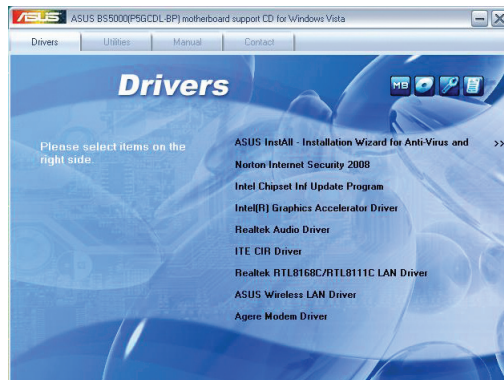 ASUS ASUS BS5000(P5GCDL-BP) motherboard support CD for Windows Vista
Drivers Utilities Manual Contact
Drivers
MB
Please select items on the
right side.
ASUS InstAll - Installation Wizard for Anti-Virus and >>
Norton Internet Security 2008
Intel Chipset Inf Update Program
Intel(R) Graphics Accelerator Driver
Realtek Audio Driver
ITE CIR Driver
Realtek RTL8168C/RTL8111C LAN Driver
ASUS Wireless LAN Driver
Agere Modem Driver